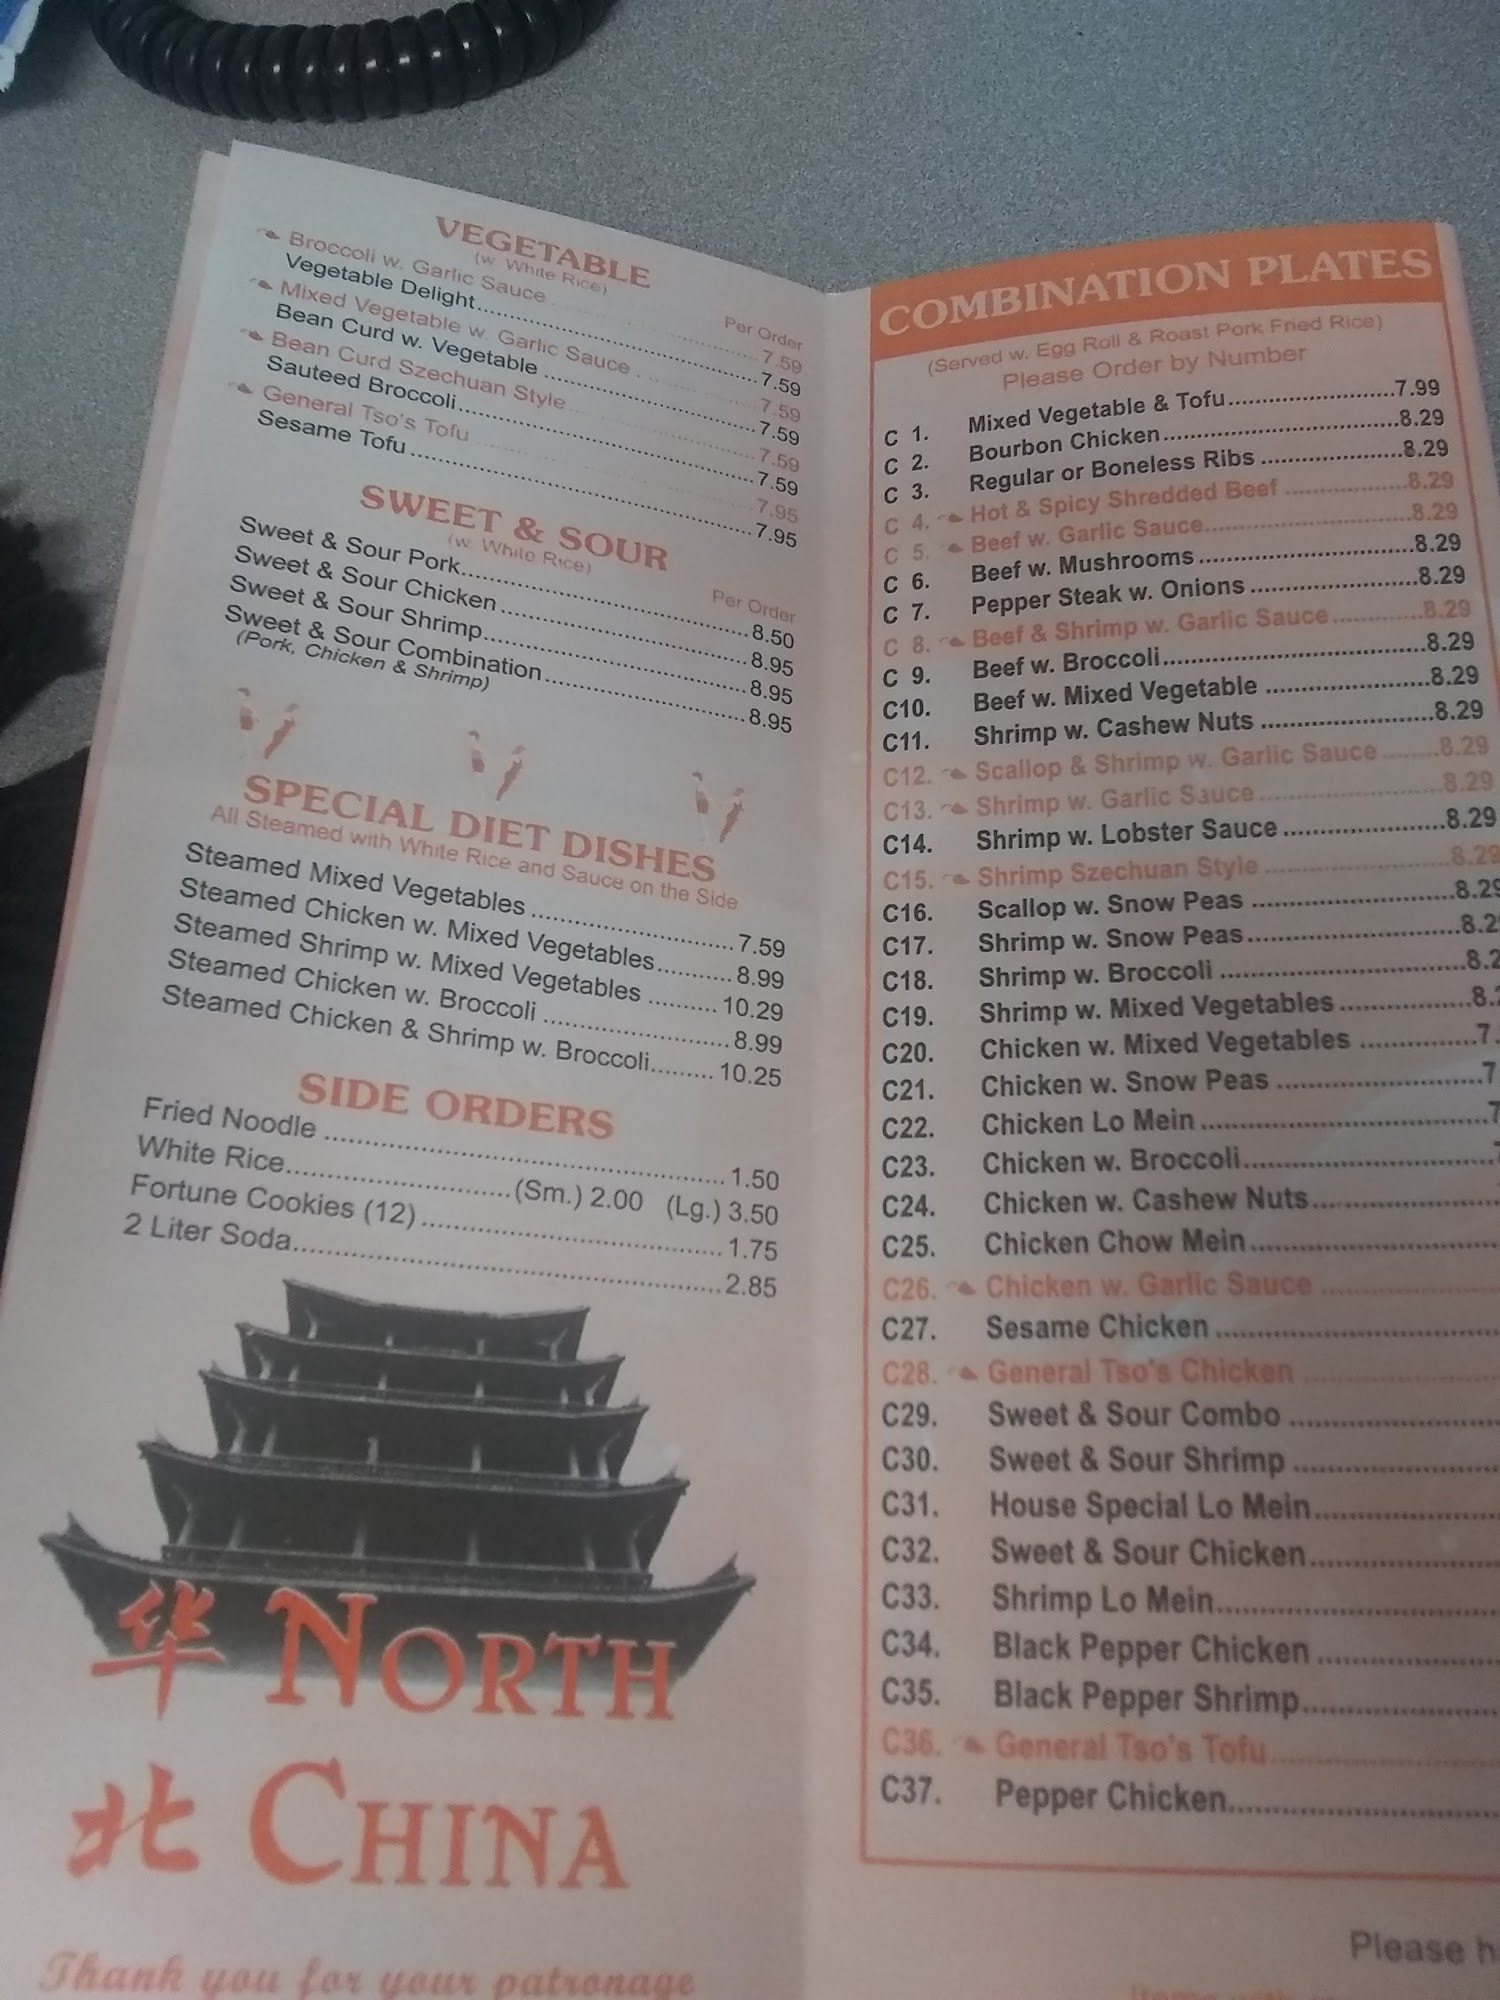 VEGETABLE
(w. White Rice)
Per Order
Broccoli w. Garlic Sauce 7.59
Vegetable Delight 7.59
Mixed Vegetable w. Garlic Sauce 7.59
Bean Curd w. Vegetable 7.59
Bean Curd Szechuan Style 7.59
Sauteed Broccoli 7.59
General Tso's Tofu 7.95
Sesame Tofu 7.95
SWEET & SOUR
(w. White Rice)
Per Order
Sweet & Sour Pork 8.50
Sweet & Sour Chicken 8.95
Sweet & Sour Shrimp 8.95
Sweet & Sour Combination 8.95
(Pork, Chicken & Shrimp)
SPECIAL DIET DISHES
All Steamed with White Rice and Sauce on the Side
Steamed Mixed Vegetables 7.59
Steamed Chicken w. Mixed Vegetables 8.99
Steamed Shrimp w. Mixed Vegetables 10.29
Steamed Chicken w. Broccoli 8.99
Steamed Chicken & Shrimp w. Broccoli 10.25
SIDE ORDERS
Fried Noodle 1.50
White Rice (Sm.) 2.00 (Lg.) 3.50
Fortune Cookies (12) 1.75
2 Liter Soda 2.85
华 NORTH
北 CHINA
Thank you for your patronage
COMBINATION PLATES
(Served w. Egg Roll & Roast Pork Fried Rice)
Please Order by Number
C 1. Mixed Vegetable & Tofu 7.99
C 2. Bourbon Chicken 8.29
C 3. Regular or Boneless Ribs 8.29
C 4. Hot & Spicy Shredded Beef 8.29
C 5. Beef w. Garlic Sauce 8.29
C 6. Beef w. Mushrooms 8.29
C 7. Pepper Steak w. Onions 8.29
C 8. Beef & Shrimp w. Garlic Sauce 8.29
C 9. Beef w. Broccoli 8.29
C10. Beef w. Mixed Vegetable 8.29
C11. Shrimp w. Cashew Nuts 8.29
C12. Scallop & Shrimp w. Garlic Sauce 8.29
C13. Shrimp w. Garlic Sauce 8.29
C14. Shrimp w. Lobster Sauce 8.29
C15. Shrimp Szechuan Style 8.29
C16. Scallop w. Snow Peas 8.29
C17. Shrimp w. Snow Peas 8.2
C18. Shrimp w. Broccoli 8.2
C19. Shrimp w. Mixed Vegetables 8.
C20. Chicken w. Mixed Vegetables 7.
C21. Chicken w. Snow Peas 7
C22. Chicken Lo Mein 7
C23. Chicken w. Broccoli
C24. Chicken w. Cashew Nuts
C25. Chicken Chow Mein
C26. Chicken w. Garlic Sauce
C27. Sesame Chicken
C28. General Tso's Chicken
C29. Sweet & Sour Combo
C30. Sweet & Sour Shrimp
C31. House Special Lo Mein
C32. Sweet & Sour Chicken
C33. Shrimp Lo Mein
C34. Black Pepper Chicken
C35. Black Pepper Shrimp
C36. General Tso's Tofu
C37. Pepper Chicken
Please